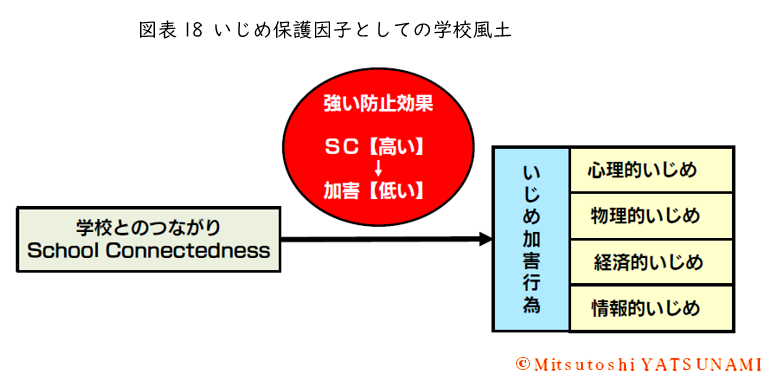 図表 18 いじめ保護因子としての学校風土
強い防止効果
ＳＣ【高い】
↓
加害【低い】
学校とのつながり
School Connectedness
いじめ加害行為
心理的いじめ
物理的いじめ
経済的いじめ
情報的いじめ
©Mitsutoshi YATSUNAMI